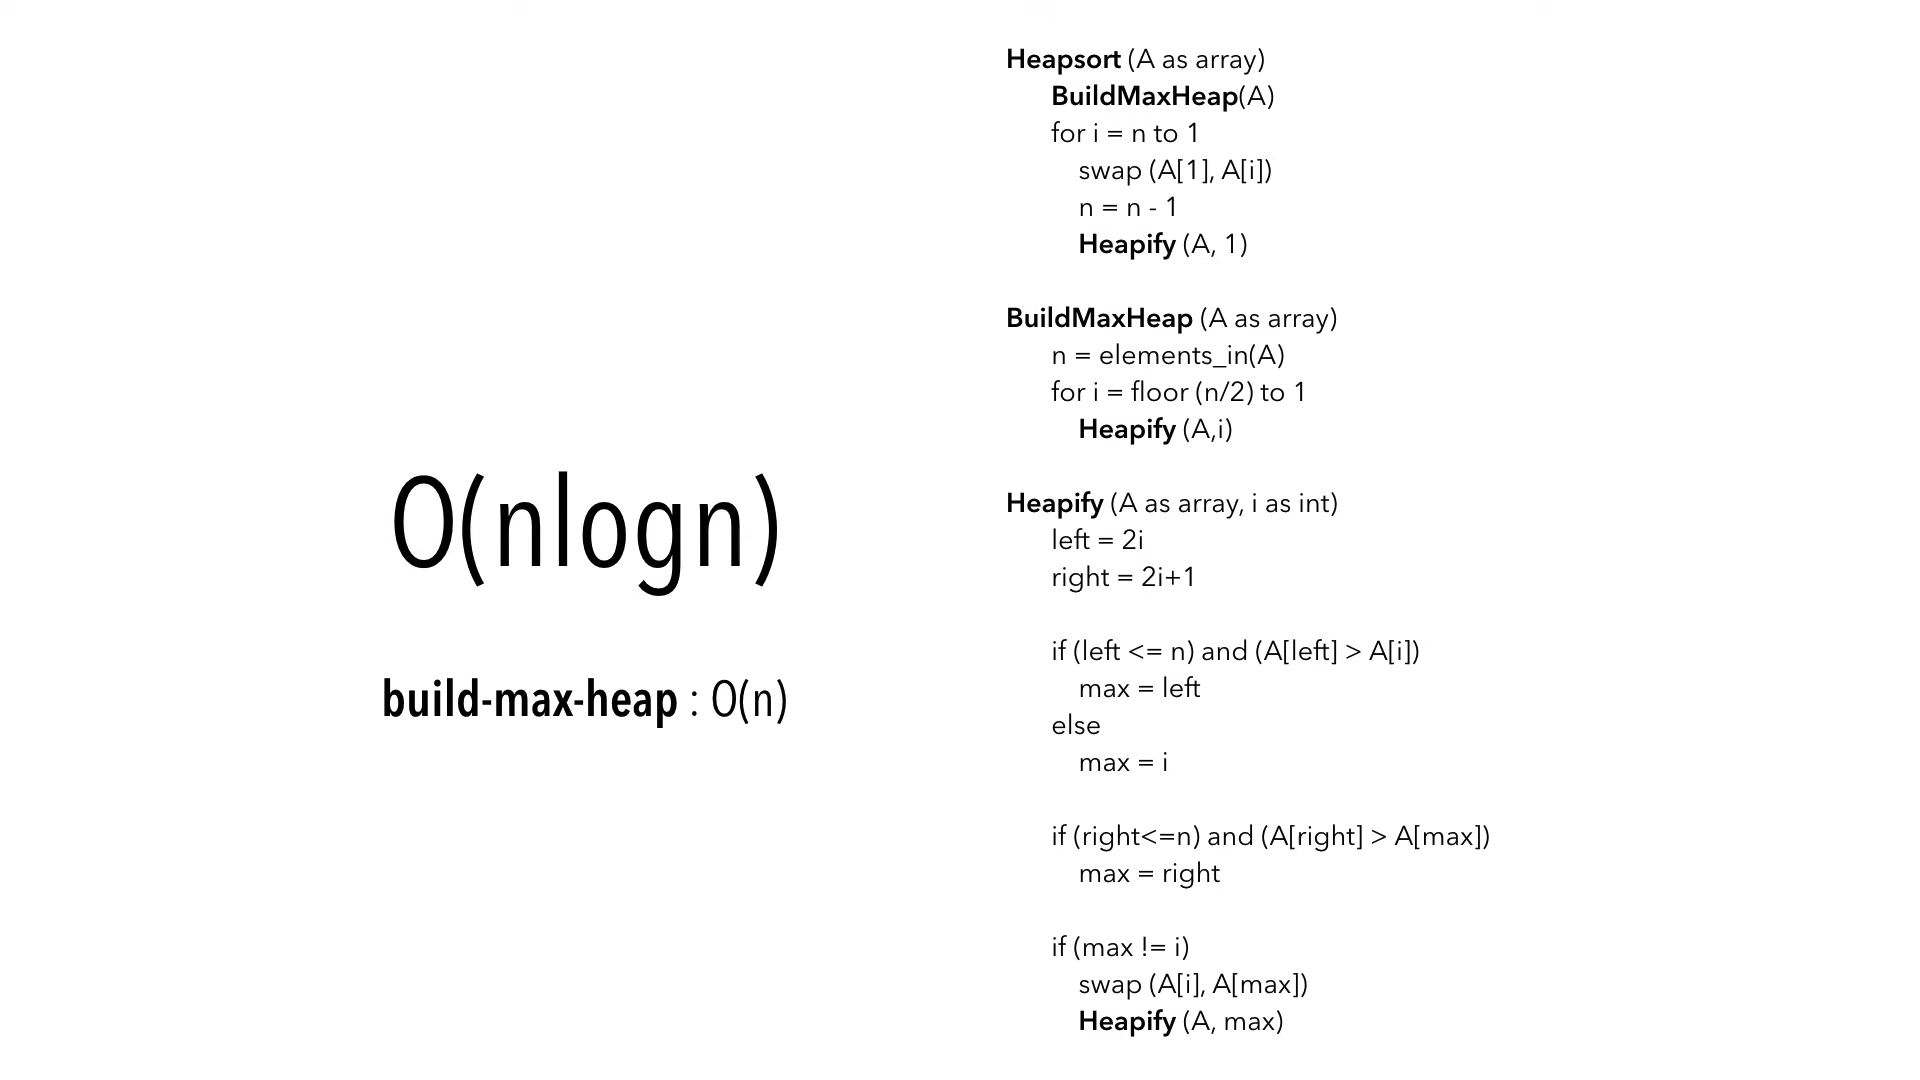 O(nlogn)
build-max-heap : O(n)
Heapsort (A as array)
BuildMaxHeap(A)
for i = n to 1
swap (A[1], A[i])
n = n - 1
Heapify (A, 1)
BuildMaxHeap (A as array)
n = elements_in(A)
for i = floor (n/2) to 1
Heapify (A,i)
Heapify (A as array, i as int)
left = 2i
right = 2i+1
if (left <= n) and (A[left] > A[i])
max = left
else
max = i
if (right<=n) and (A[right] > A[max])
max = right
if (max != i)
swap (A[i], A[max])
Heapify (A, max)